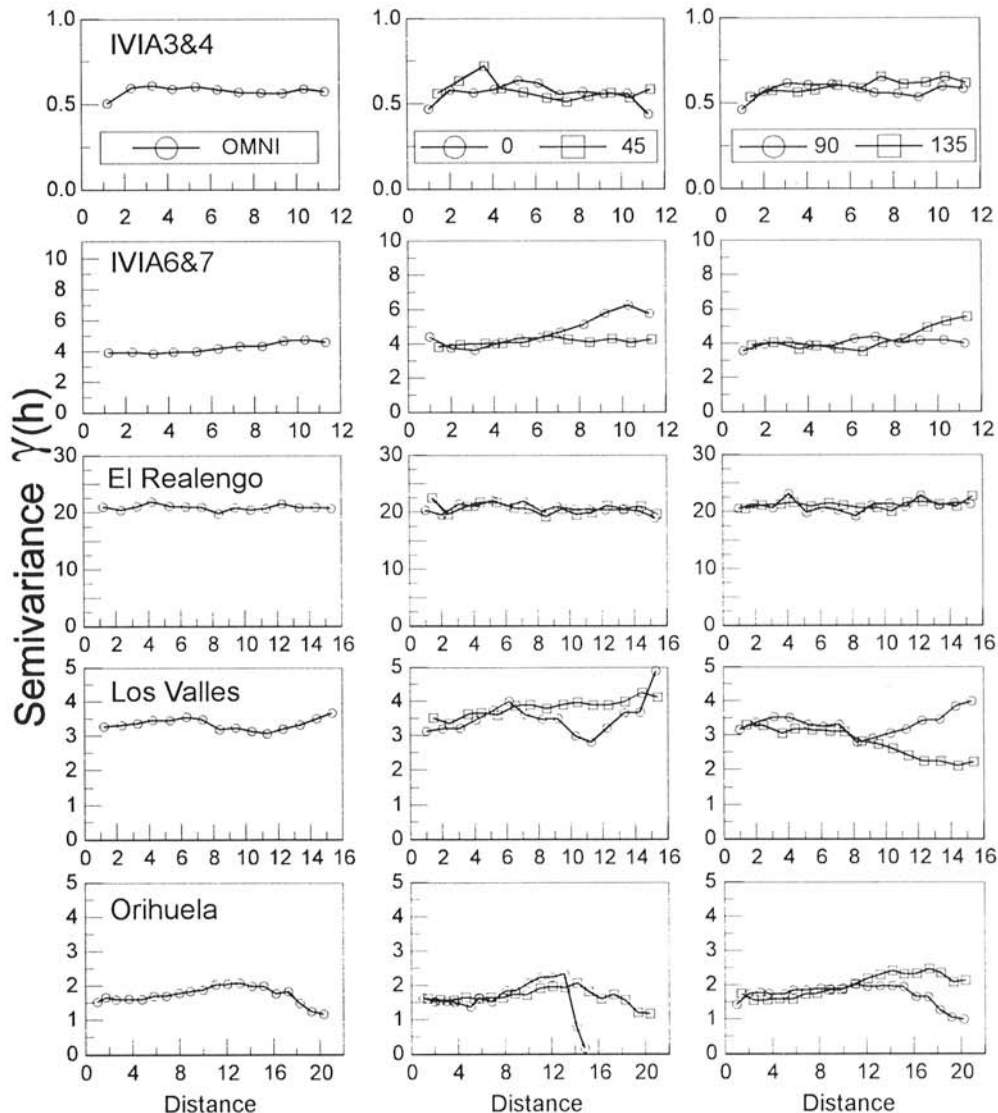 Semivariance γ(h)
1.0 1.0 1.0
IVIA3&4
0.5 0.5 0.5
OMNI 0 45 90 135
0.0 0.0 0.0
0 2 4 6 8 10 12 0 2 4 6 8 10 12 0 2 4 6 8 10 12
10 10
IVIA6&7
10 8 8
8 6 6
6 4 4
4 2 2
2 0 0
0
0 2 4 6 8 10 12 0 2 4 6 8 10 12 0 2 4 6 8 10 12
30 30 30
El Realengo
20 20 20
10 10 10
0 0 0
0 2 4 6 8 10 12 14 16 0 2 4 6 8 10 12 14 16 0 2 4 6 8 10 12 14 16
5 5 5
Los Valles
4 4 4
3 3 3
2 2 2
1 1 1
0 0 0
0 2 4 6 8 10 12 14 16 0 2 4 6 8 10 12 14 16 0 2 4 6 8 10 12 14 16
5 5 5
Orihuela
4 4 4
3 3 3
2 2 2
1 1 1
0 0 0
0 4 8 12 16 20 0 4 8 12 16 20 0 4 8 12 16 20
Distance Distance Distance